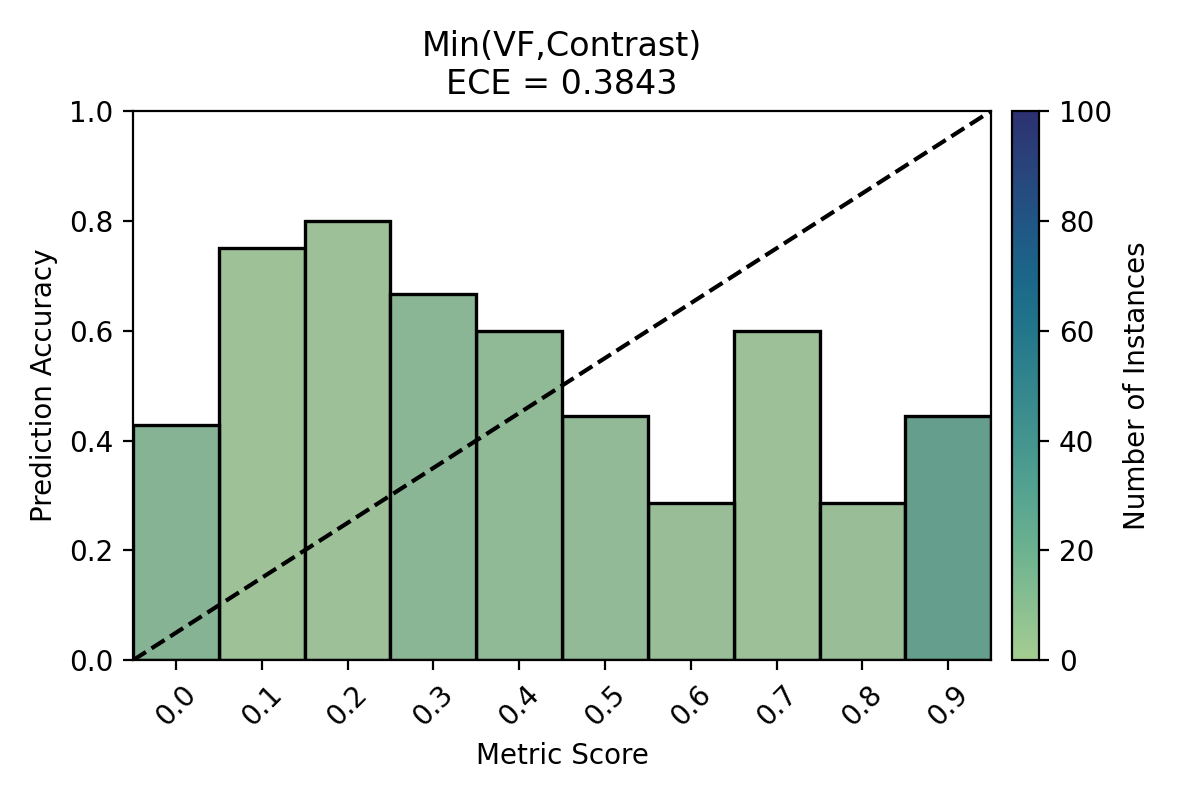 Min(VF,Contrast)
ECE = 0.3843
1.0
0.8
0.6
0.4
0.2
0.0
Prediction Accuracy
0.0 0.1 0.2 0.3 0.4 0.5 0.6 0.7 0.8 0.9
Metric Score
100
80
60
40
20
0
Number of Instances